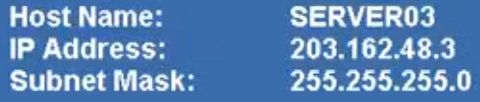 Host Name: SERVER03
IP Address: 203.162.48.3
Subnet Mask: 255.255.255.0